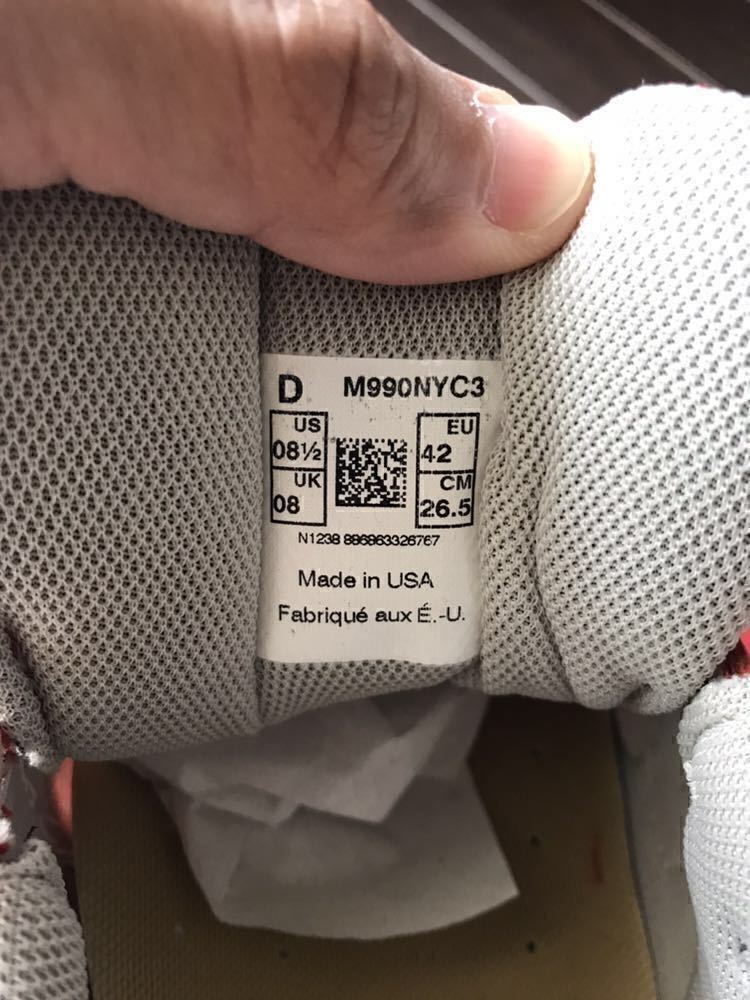 D M990NYC3
US EU
08½ 42
UK CM
08 26.5
N1238 886863326767
Made in USA
Fabriqué aux É.-U.